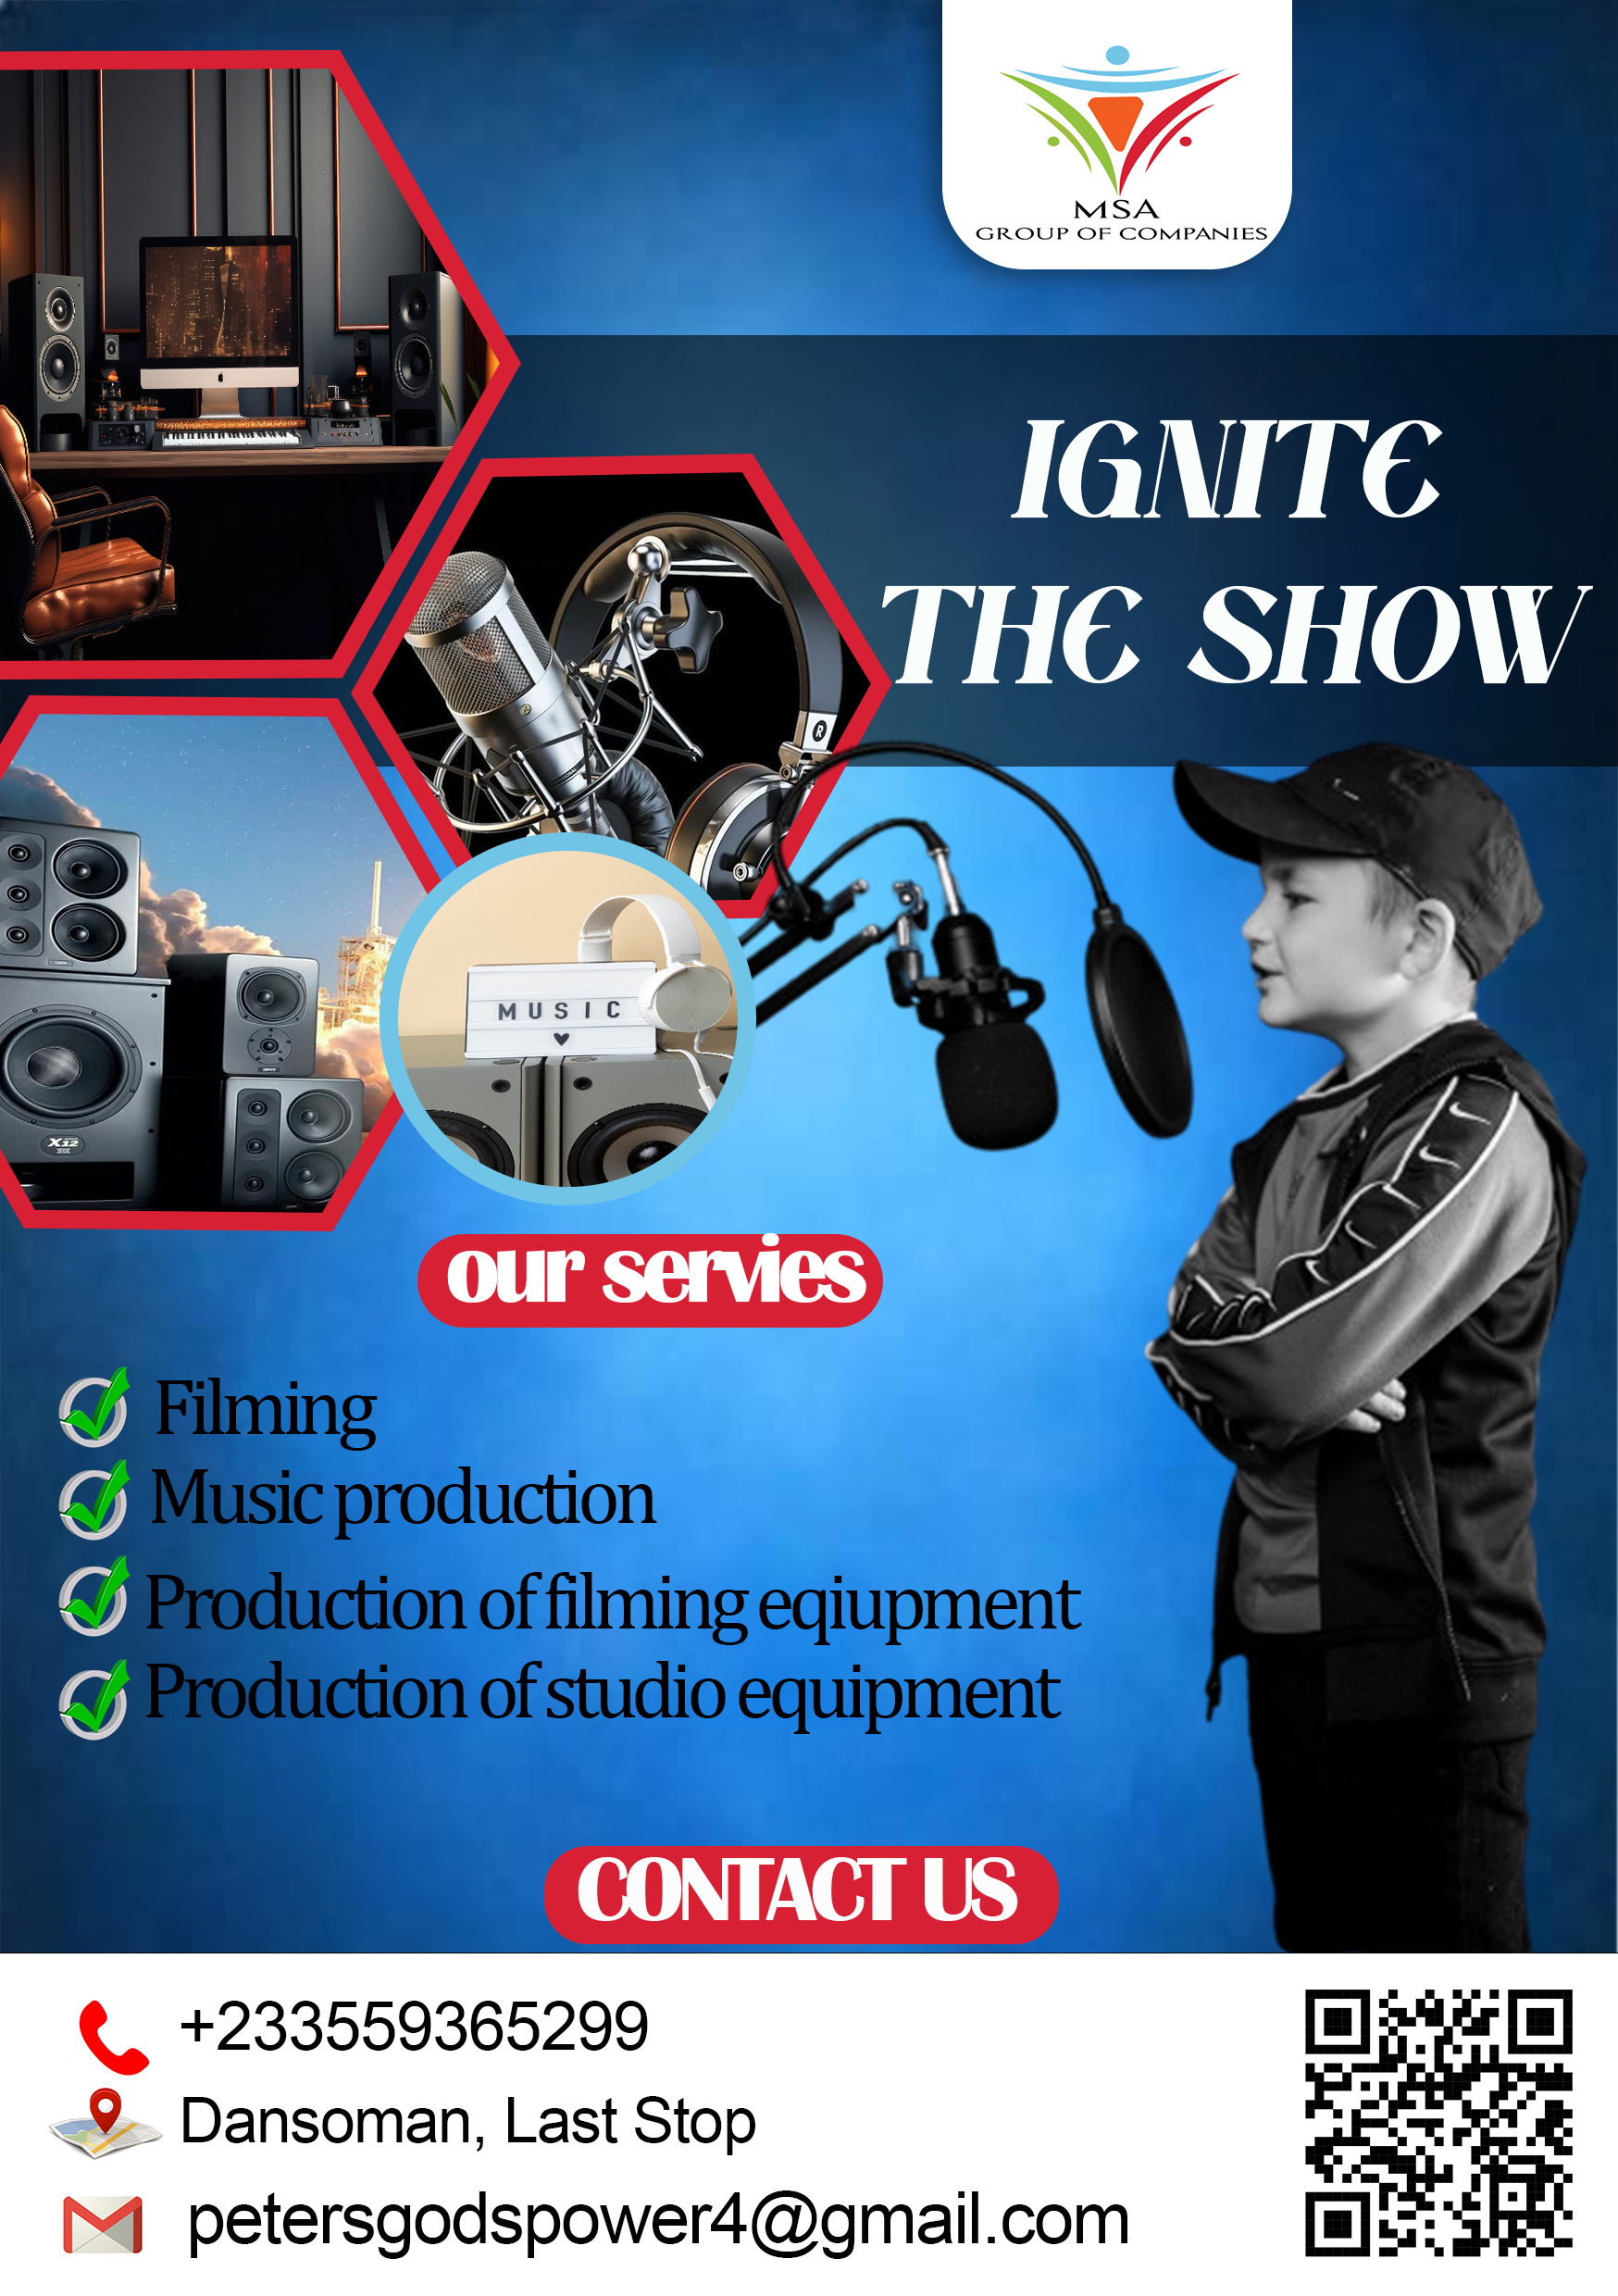 MSA
GROUP OF COMPANIES
IGNITE
THE SHOW
R
MUSIC
X12
our servies
Filming
Music production
Production of filming eqiupment
Production of studio equipment
CONTACT US
+233559365299
Dansoman, Last Stop
petersgodspower4@gmail.com